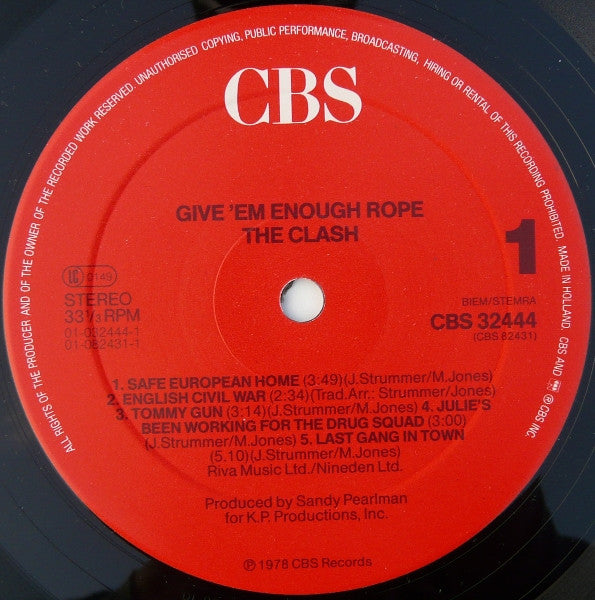 ALL RIGHTS OF THE PRODUCER AND OF THE OWNER OF THE RECORDED WORK RESERVED. UNAUTHORISED COPYING, PUBLIC PERFORMANCE, BROADCASTING, HIRING OR RENTAL OF THIS RECORDING PROHIBITED. MADE IN HOLLAND. CBS AND ARE ® CBS INC.
CBS
GIVE 'EM ENOUGH ROPE
THE CLASH
1
LC 0149
STEREO
33 1/3 RPM
01-032444-1
01-082431-1
BIEM/STEMRA
CBS 32444
(CBS 82431)
1. SAFE EUROPEAN HOME (3:49)(J.Strummer/M.Jones)
2. ENGLISH CIVIL WAR (2:34)(Trad.Arr.: Strummer/Jones)
3. TOMMY GUN (3:14)(J.Strummer/M.Jones) 4. JULIE'S
BEEN WORKING FOR THE DRUG SQUAD (3:00)
(J.Strummer/M.Jones) 5. LAST GANG IN TOWN
(5.10)(J.Strummer/M.Jones)
Riva Music Ltd./Nineden Ltd.
Produced by Sandy Pearlman
for K.P. Productions, Inc.
℗ 1978 CBS Records